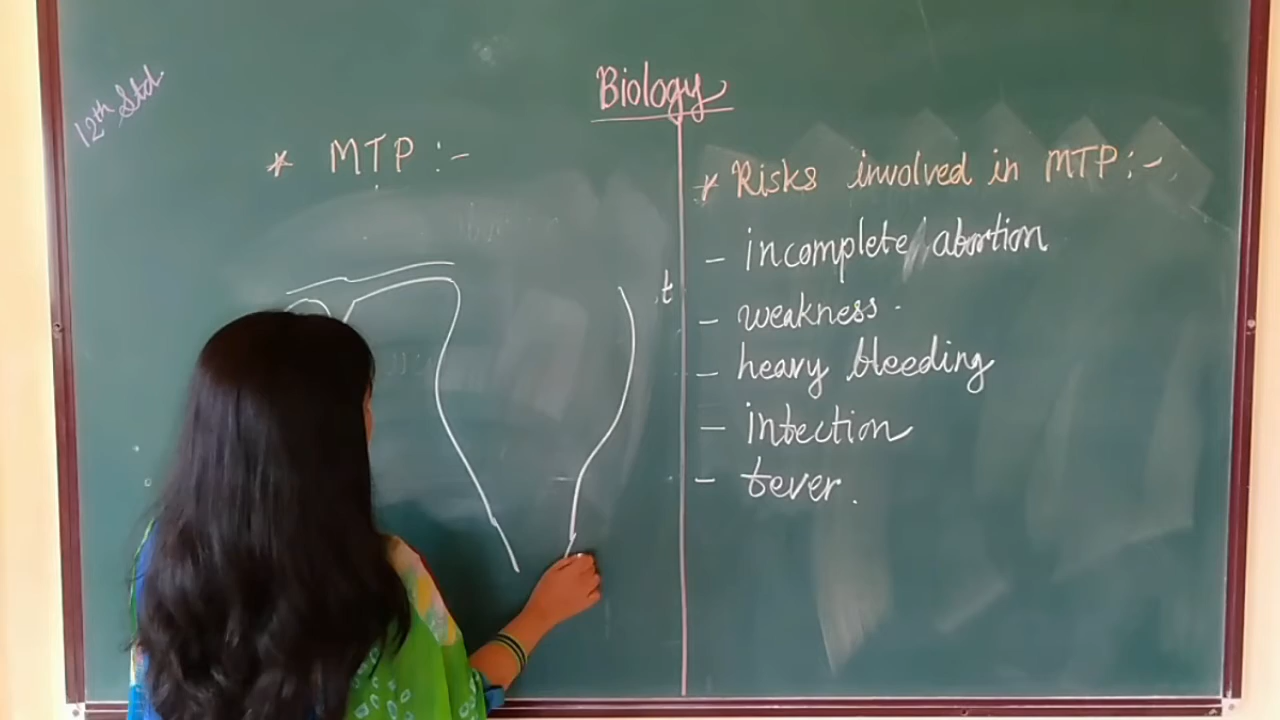 12th Std.
Biology
* MTP :-
t
* Risks involved in MTP :-
- incomplete abortion
- weakness.
- heavy bleeding
- infection
- fever.